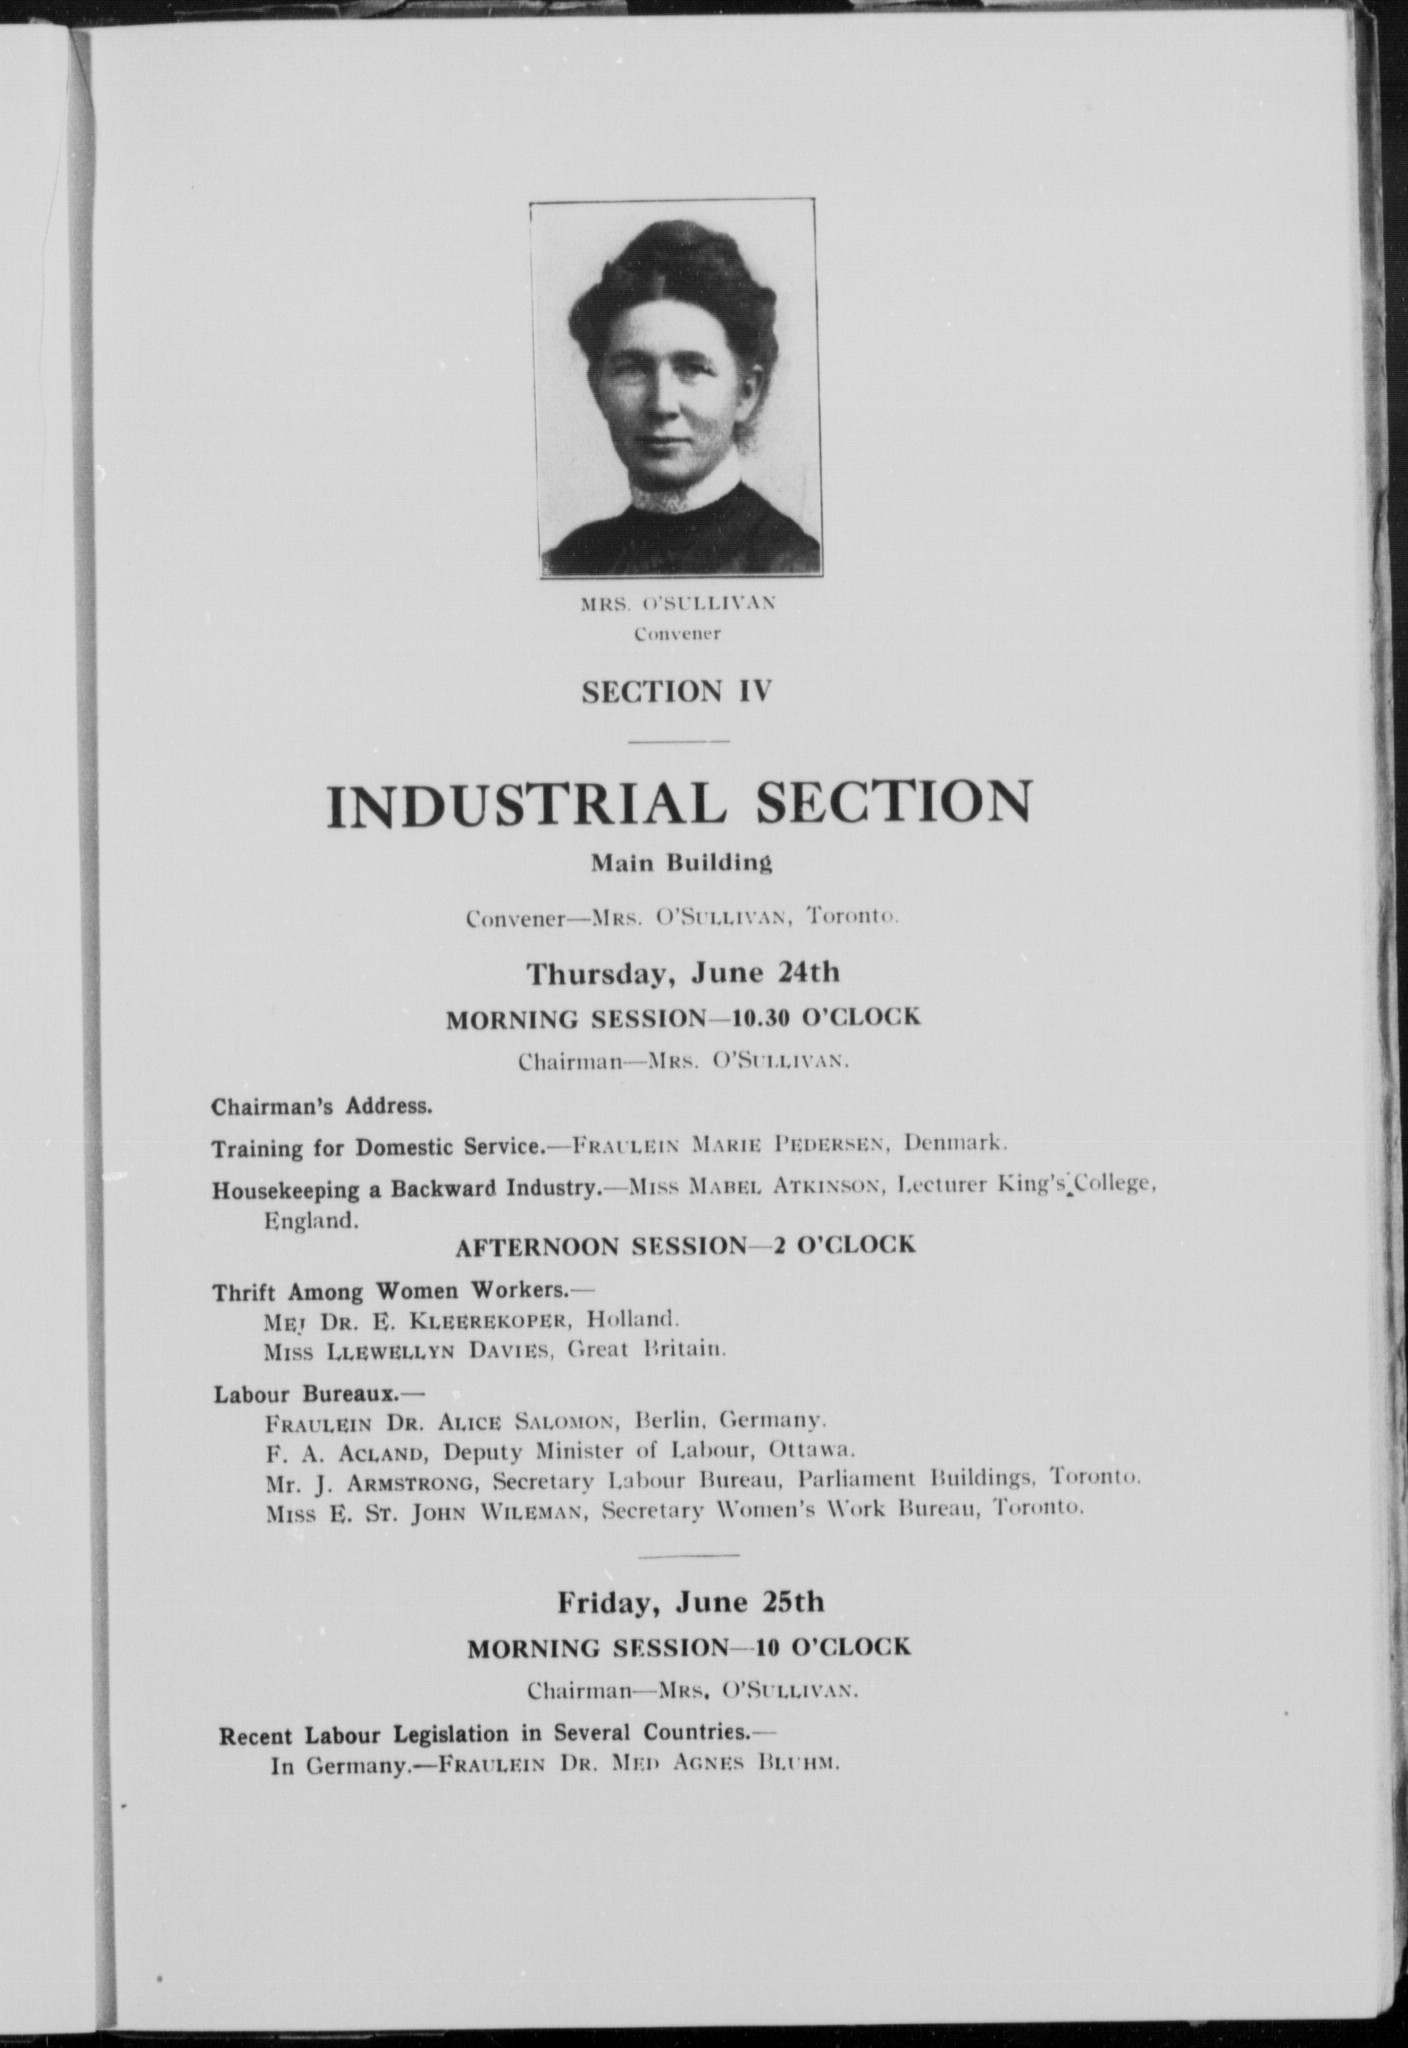 MRS. O'SULLIVAN
Convener
SECTION IV
INDUSTRIAL SECTION
Main Building
Convener—MRS. O'SULLIVAN, Toronto.
Thursday, June 24th
MORNING SESSION—10.30 O'CLOCK
Chairman—MRS. O'SULLIVAN.
Chairman's Address.
Training for Domestic Service.—FRAULEIN MARIE PEDERSEN, Denmark.
Housekeeping a Backward Industry.—MISS MABEL ATKINSON, Lecturer King's College,
England.
AFTERNOON SESSION—2 O'CLOCK
Thrift Among Women Workers.—
MEJ DR. E. KLEEREKOPER, Holland.
MISS LLEWELLYN DAVIES, Great Britain.
Labour Bureaux.—
FRAULEIN DR. ALICE SALOMON, Berlin, Germany.
F. A. ACLAND, Deputy Minister of Labour, Ottawa.
Mr. J. ARMSTRONG, Secretary Labour Bureau, Parliament Buildings, Toronto.
MISS E. ST. JOHN WILEMAN, Secretary Women's Work Bureau, Toronto.
Friday, June 25th
MORNING SESSION—10 O'CLOCK
Chairman—MRS. O'SULLIVAN.
Recent Labour Legislation in Several Countries.—
In Germany.—FRAULEIN DR. MED AGNES BLUHM.